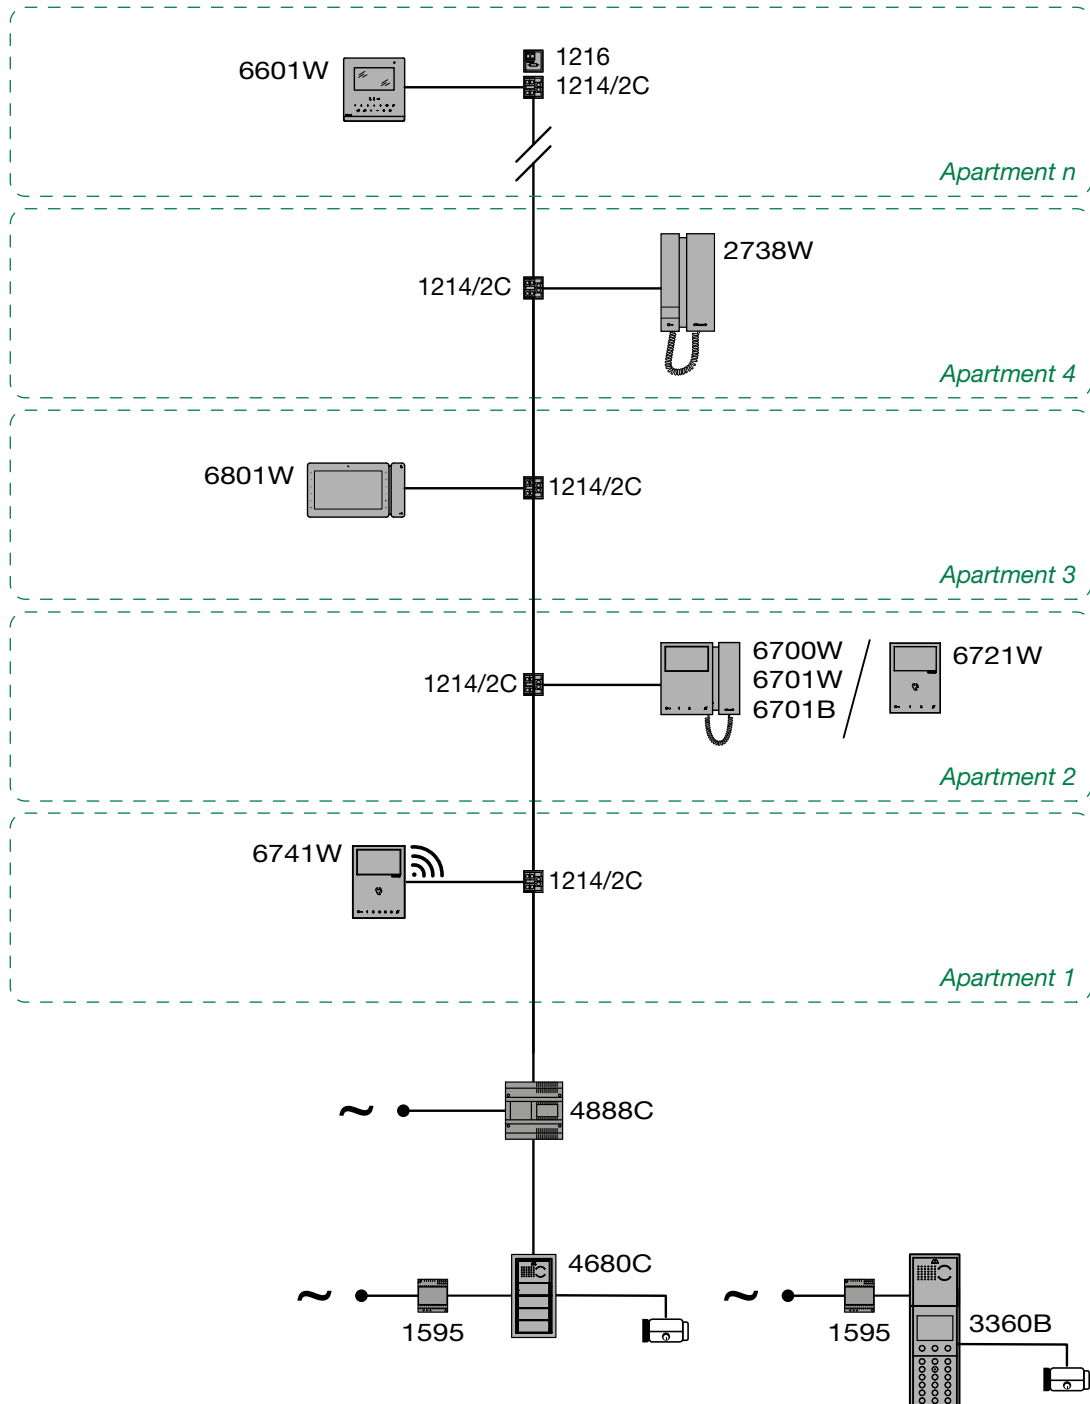 1216
6601W
1214/2C
Apartment n
2738W
1214/2C
Apartment 4
6801W
1214/2C
Apartment 3
6700W
6721W
6701W
1214/2C
6701B
Apartment 2
6741W
1214/2C
Apartment 1
~
4888C
4680C
~
~
3360B
1595
1595